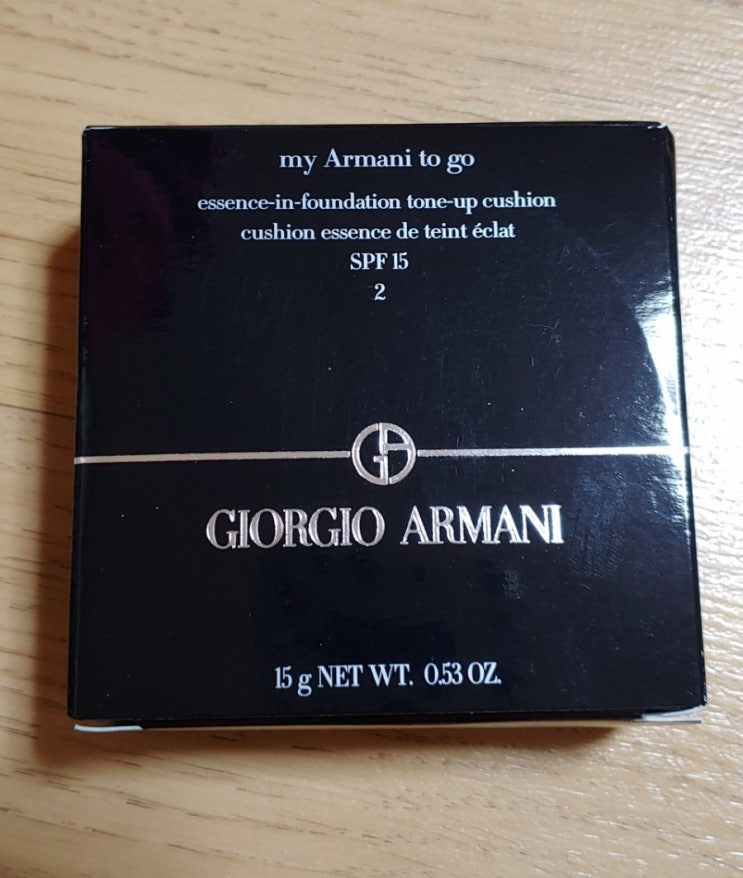 my Armani to go
essence-in-foundation tone-up cushion
cushion essence de teint éclat
SPF 15
2
GA
GIORGIO ARMANI
15 g NET WT. 0.53 OZ.